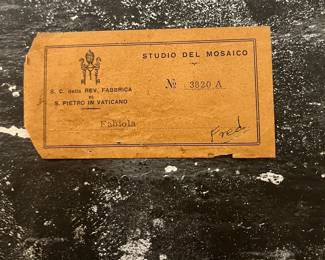 STUDIO DEL MOSAICO
Nº 3820 A
S. C. della REV. FABBRICA
DI
S. PIETRO IN VATICANO
Fabiola
Fred